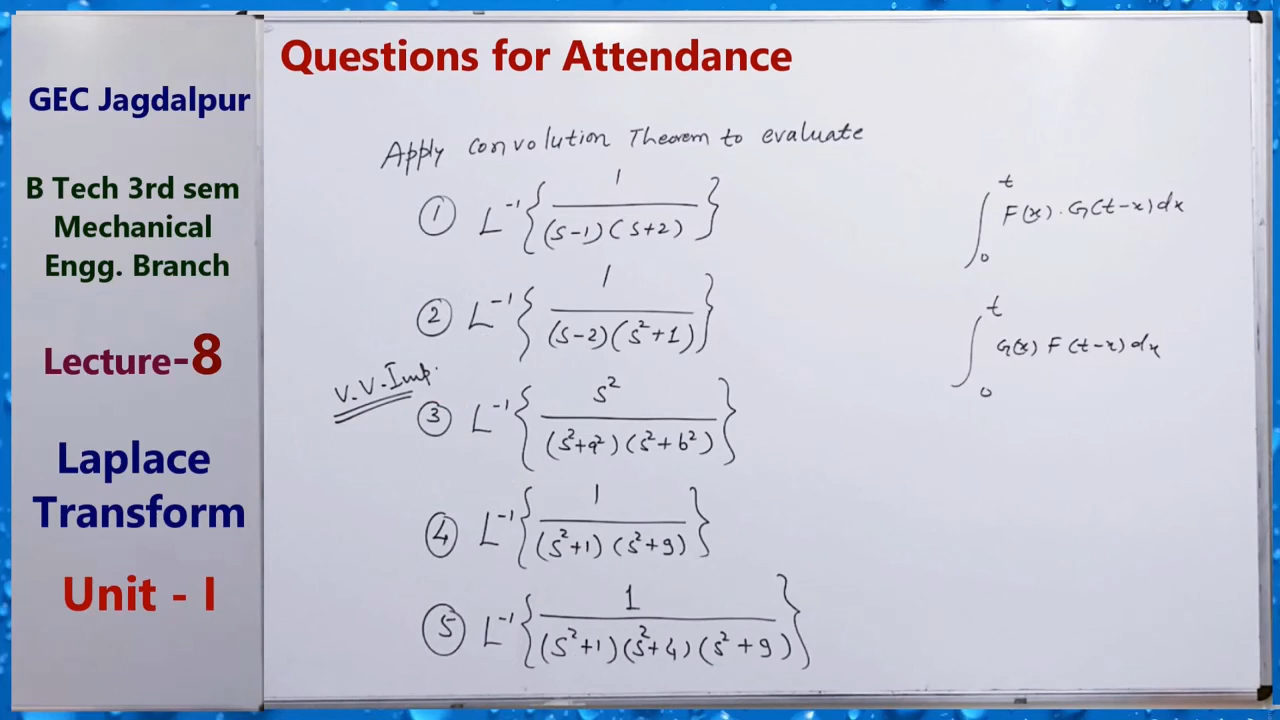 Questions for Attendance
GEC Jagdalpur
B Tech 3rd sem
Mechanical
Engg. Branch
Lecture-8
Laplace
Transform
Unit - I
Apply Convolution Theorem to evaluate
① L⁻¹{1/((s-1)(s+2))}
② L⁻¹{1/((s-2)(s²+1))}
V.V.Imp.
③ L⁻¹{s²/((s²+a²)(s²+b²))}
④ L⁻¹{1/((s²+1)(s²+9))}
⑤ L⁻¹{1/((s²+1)(s²+4)(s²+9))}
∫₀ᵗ F(x).G(t-x)dx
∫₀ᵗ G(x) F(t-x)dx